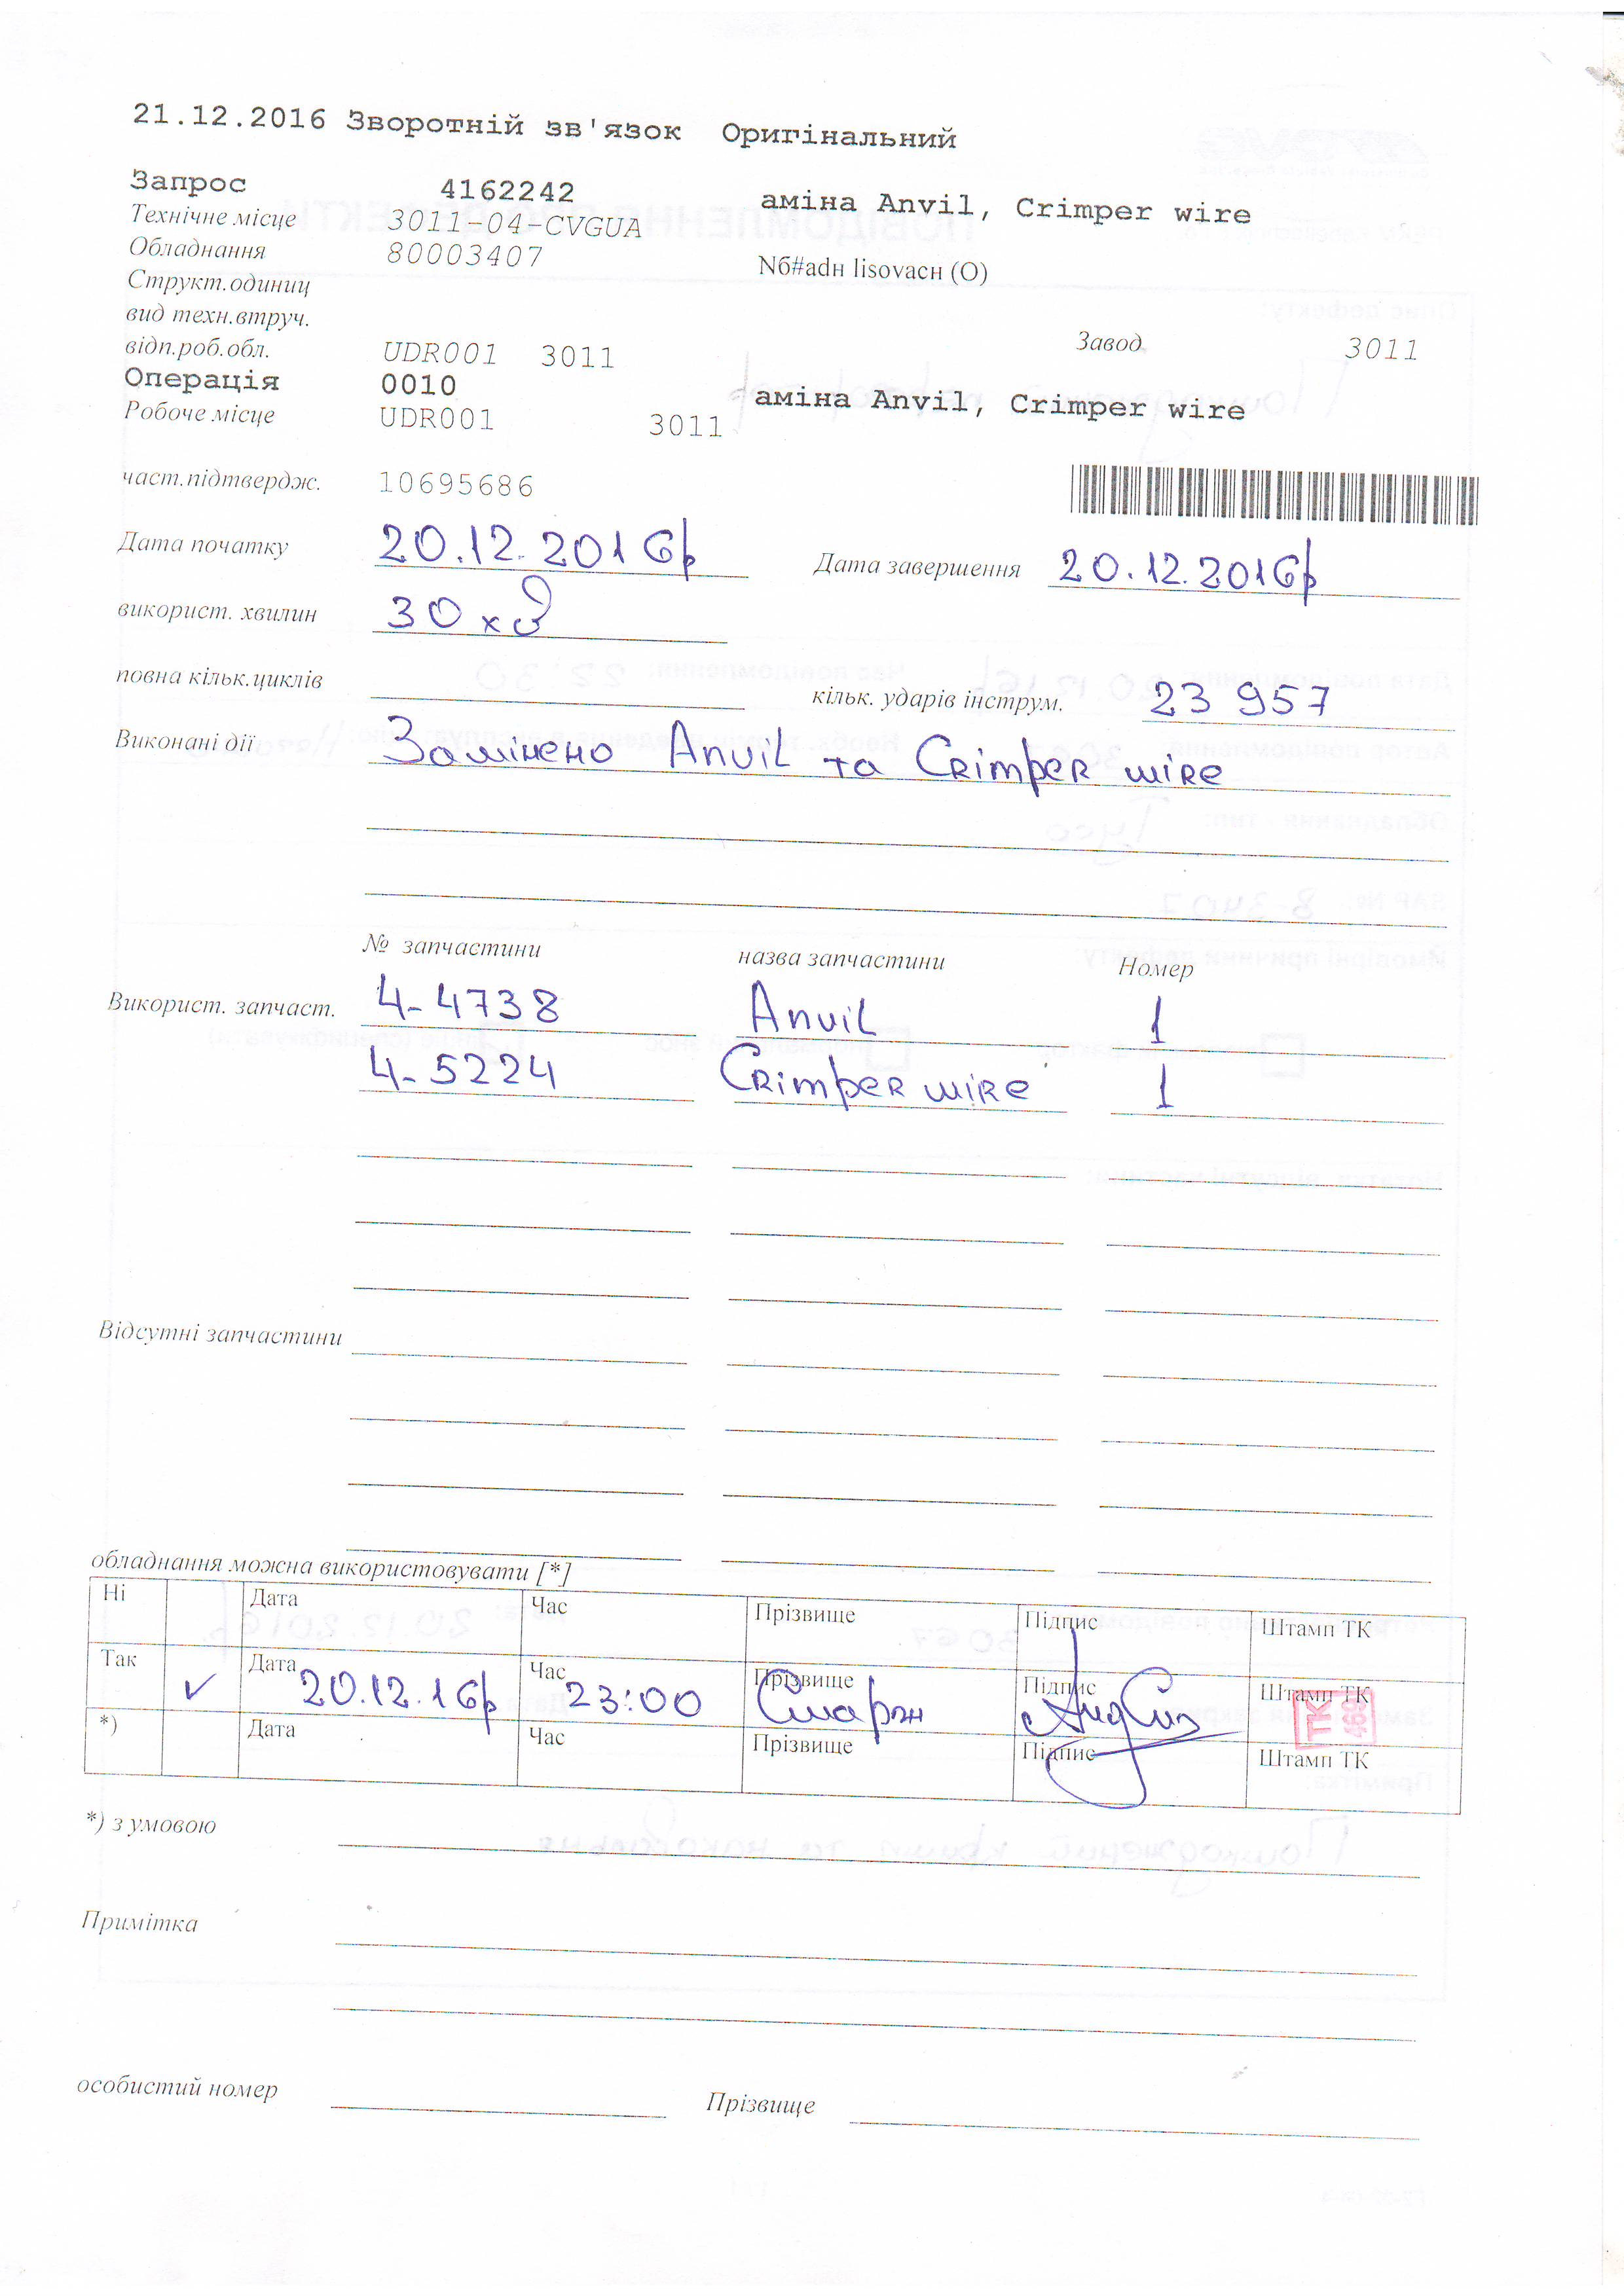 21.12.2016 Зворотній зв'язок Оригінальний
Запрос 4162242 аміна Anvil, Crimper wire
Технічне місце 3011-04-CVGUA
Обладнання 80003407 Nб#adн lisovaсн (O)
Структ.одиниц
вид техн.втруч.
відп.роб.обл. UDR001 3011 Завод 3011
Операція 0010 аміна Anvil, Crimper wire
Робоче місце UDR001 3011
част.підтвердж. 10695686
Дата початку 20.12.2016р Дата завершення 20.12.2016р
використ. хвилин 30 хв
повна кільк.циклів кільк. ударів інструм. 23 957
Виконані дії Замінено Anvil та Crimper wire
№ запчастини назва запчастини Номер
Використ. запчаст. 4-4738 Anvil 1
4-5224 Crimper wire 1
Відсутні запчастини
обладнання можна використовувати [*]
Ні Дата Час Прізвище Підпис Штамп ТК
Так ✓ Дата 20.12.16р Час 23:00 Прізвище Підпис Штамп ТК
ТК
*) Дата Час Прізвище Підпис Штамп ТК
*) з умовою
Примітка
особистий номер Прізвище